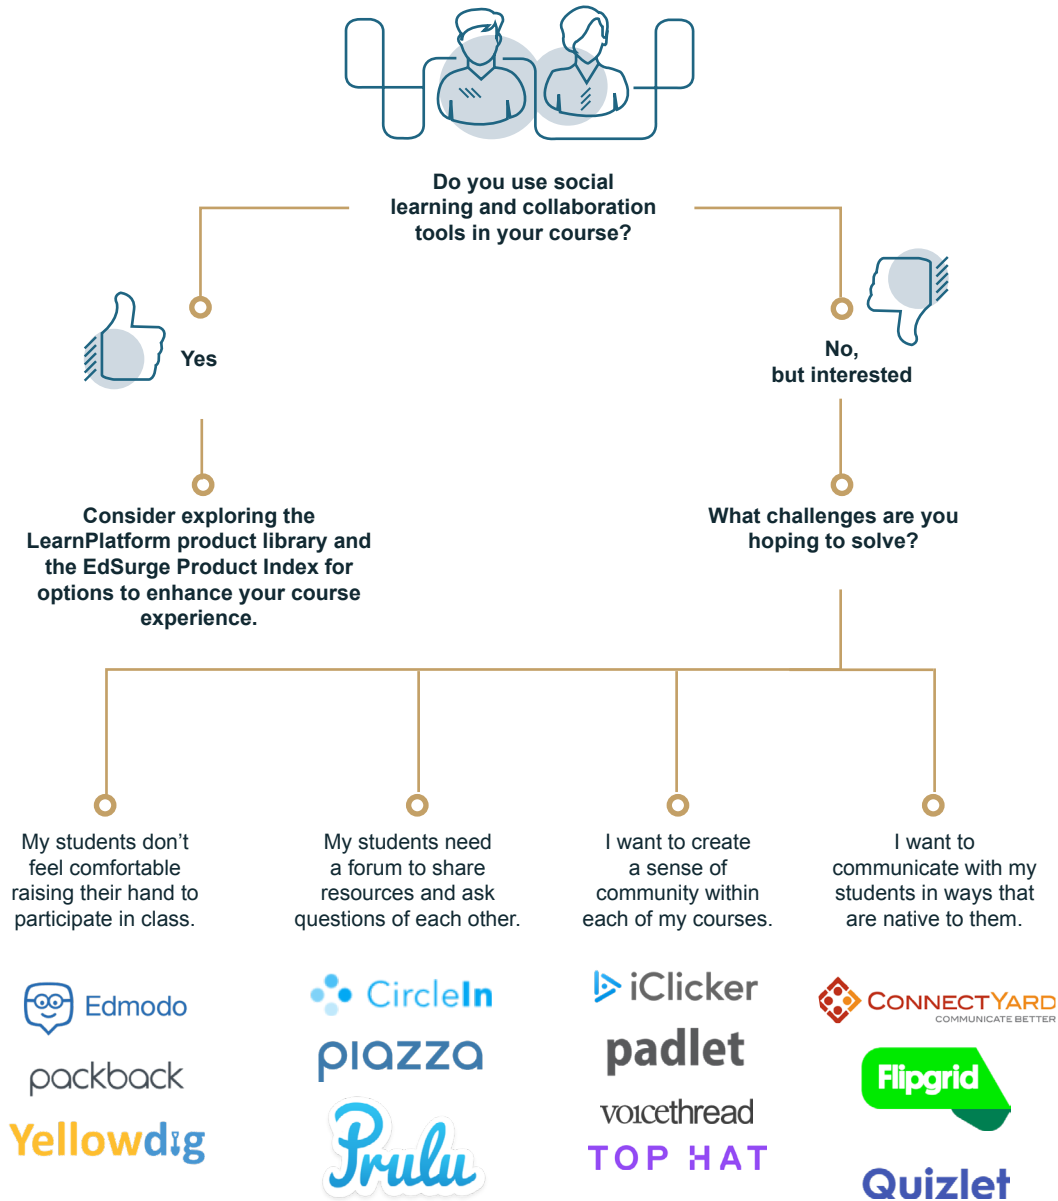 Do you use social
learning and collaboration
tools in your course?
Yes
No,
but interested
Consider exploring the
LearnPlatform product library and
the EdSurge Product Index for
options to enhance your course
experience.
What challenges are you
hoping to solve?
My students don’t
feel comfortable
raising their hand to
participate in class.
My students need
a forum to share
resources and ask
questions of each other.
I want to create
a sense of
community within
each of my courses.
I want to
communicate with my
students in ways that
are native to them.
Edmodo
packback
Yellowdig
CircleIn
piazza
Prulu
iClicker
padlet
voicethread
TOP HAT
CONNECTYARD
COMMUNICATE BETTER
Flipgrid
Quizlet